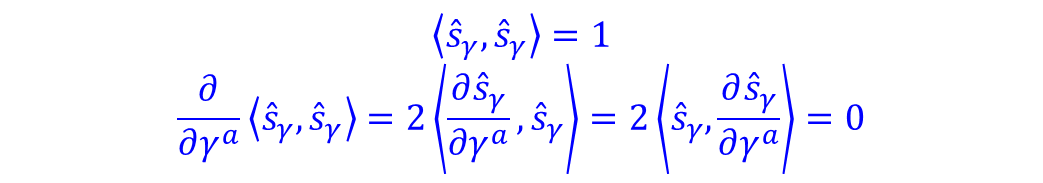 ⟨ŝ_γ, ŝ_γ⟩ = 1
∂/∂γ^a ⟨ŝ_γ, ŝ_γ⟩ = 2 ⟨∂ŝ_γ/∂γ^a, ŝ_γ⟩ = 2 ⟨ŝ_γ, ∂ŝ_γ/∂γ^a⟩ = 0